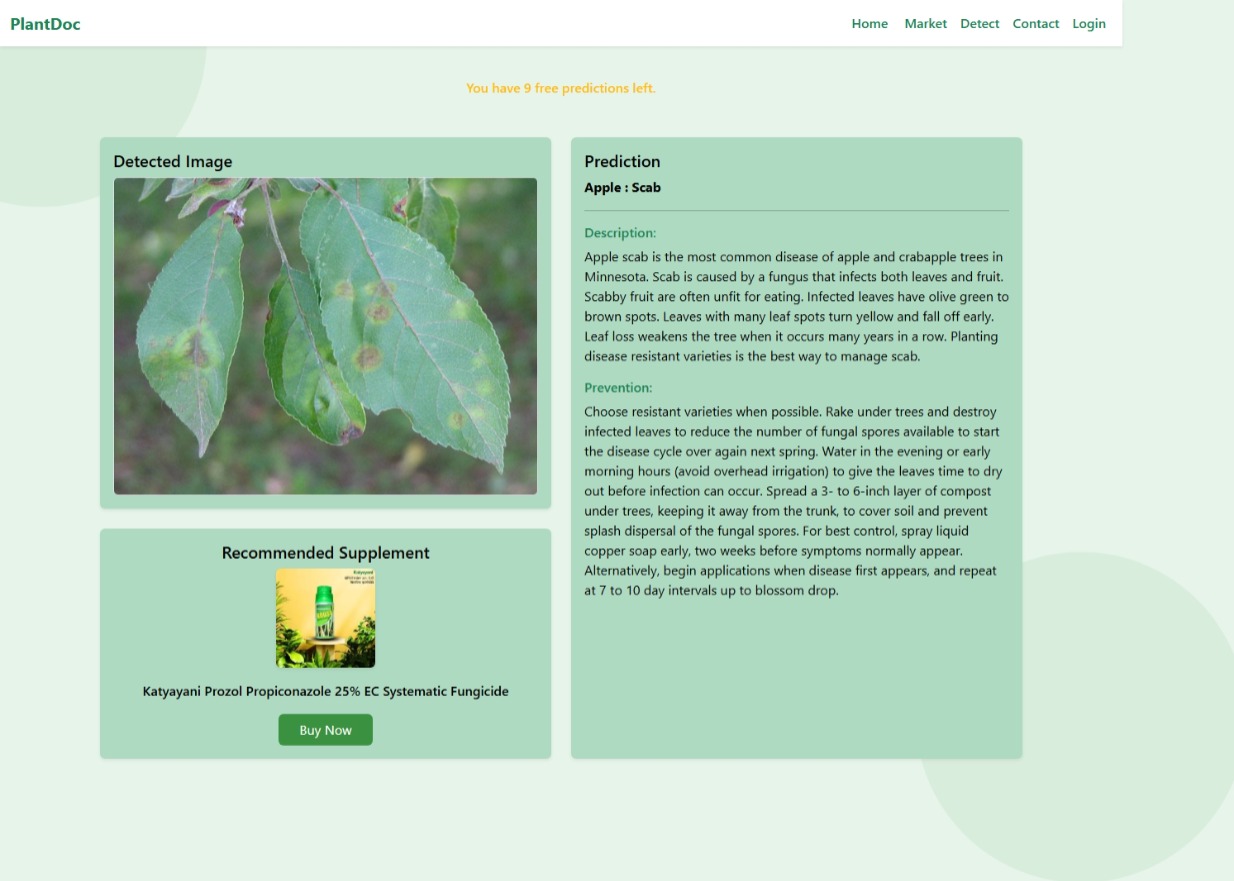 PlantDoc
Home Market Detect Contact Login
You have 9 free predictions left.
Detected Image
Recommended Supplement
Katyayani Prozol Propiconazole 25% EC Systematic Fungicide
Buy Now
Prediction
Apple : Scab
Description:
Apple scab is the most common disease of apple and crabapple trees in
Minnesota. Scab is caused by a fungus that infects both leaves and fruit.
Scabby fruit are often unfit for eating. Infected leaves have olive green to
brown spots. Leaves with many leaf spots turn yellow and fall off early.
Leaf loss weakens the tree when it occurs many years in a row. Planting
disease resistant varieties is the best way to manage scab.
Prevention:
Choose resistant varieties when possible. Rake under trees and destroy
infected leaves to reduce the number of fungal spores available to start
the disease cycle over again next spring. Water in the evening or early
morning hours (avoid overhead irrigation) to give the leaves time to dry
out before infection can occur. Spread a 3- to 6-inch layer of compost
under trees, keeping it away from the trunk, to cover soil and prevent
splash dispersal of the fungal spores. For best control, spray liquid
copper soap early, two weeks before symptoms normally appear.
Alternatively, begin applications when disease first appears, and repeat
at 7 to 10 day intervals up to blossom drop.